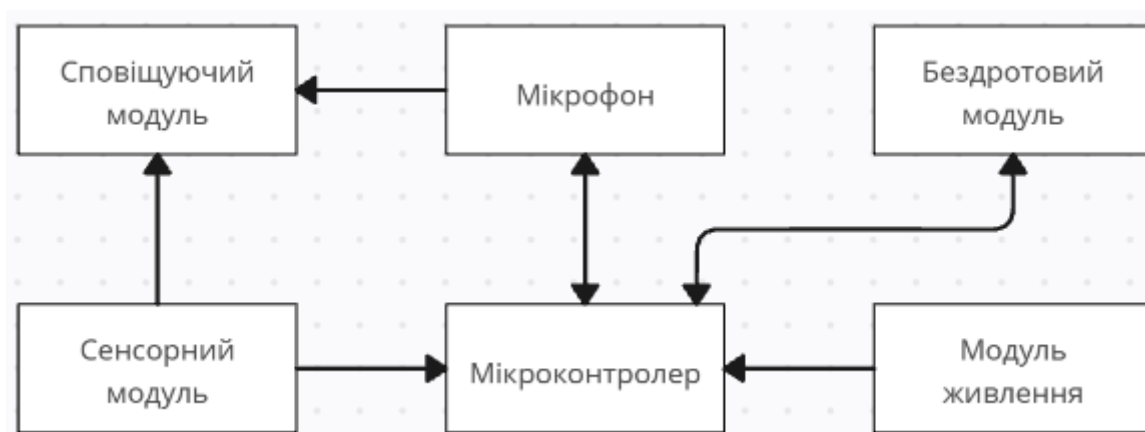 Сповіщуючий
модуль
Мікрофон
Бездротовий
модуль
Сенсорний
модуль
Мікроконтролер
Модуль
живлення